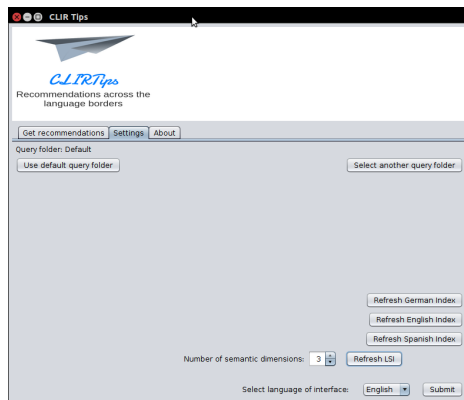 CLIR Tips
CLIRTips
Recommendations across the
language borders
Get recommendations Settings About
Query folder: Default
Use default query folder Select another query folder
Refresh German Index
Refresh English Index
Refresh Spanish Index
Number of semantic dimensions: 3 Refresh LSI
Select language of interface: English Submit